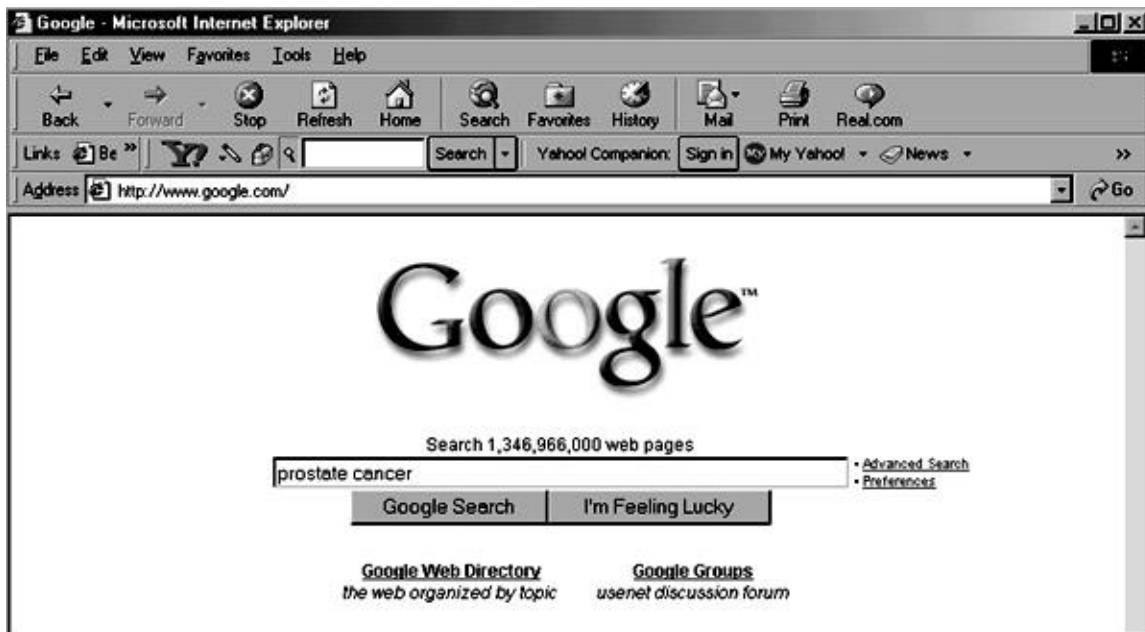 Google - Microsoft Internet Explorer
File Edit View Favorites Tools Help
Back Forward Stop Refresh Home Search Favorites History Mail Print Real.com
Links Be » Y? Search Yahoo! Companion: Sign in My Yahoo! News »
Address http://www.google.com/ Go
Google™
Search 1,346,966,000 web pages
prostate cancer
• Advanced Search
• Preferences
Google Search I'm Feeling Lucky
Google Web Directory Google Groups
the web organized by topic usenet discussion forum